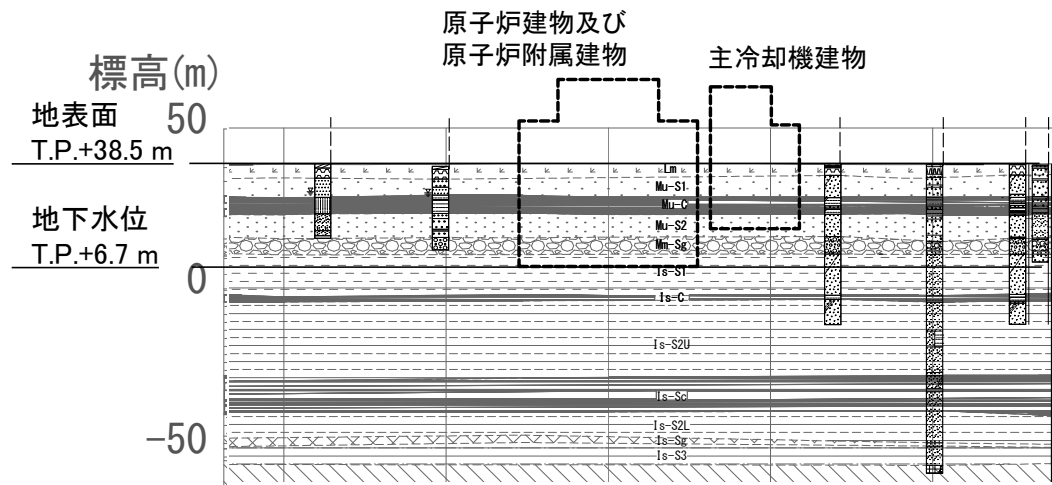 原子炉建物及び
原子炉附属建物
主冷却機建物
標高(m)
地表面
50
T.P.+38.5 m
Lm
Mu-S1
Mu-C
地下水位
Mu-S2
T.P.+6.7 m
Mm-Sg
0
Is-S1
Is-C
Is-S2U
Is-Sc
Is-S2L
-50
Is-Sg
Is-S3